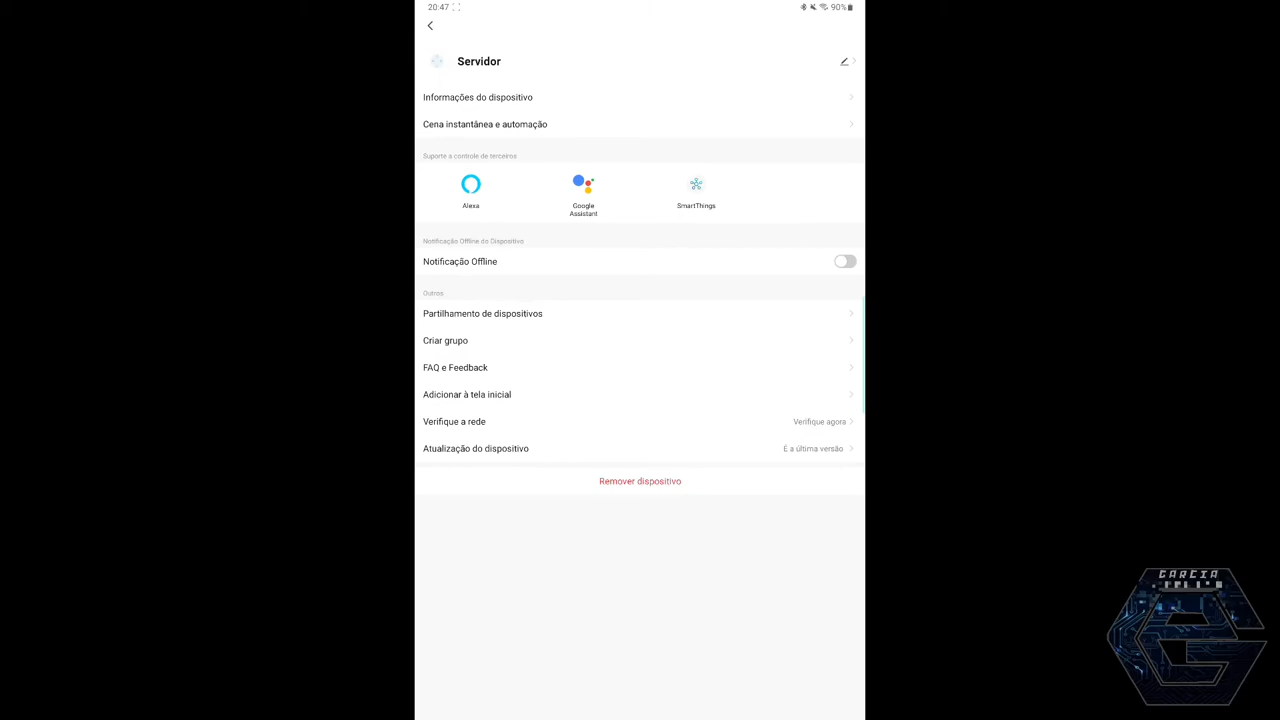 20:47
90%
Servidor
Informações do dispositivo
Cena instantânea e automação
Suporte a controle de terceiros
Alexa
Google
Assistant
SmartThings
Notificação Offline do Dispositivo
Notificação Offline
Outros
Partilhamento de dispositivos
Criar grupo
FAQ e Feedback
Adicionar à tela inicial
Verifique a rede Verifique agora
Atualização do dispositivo É a última versão
Remover dispositivo
GARCIA